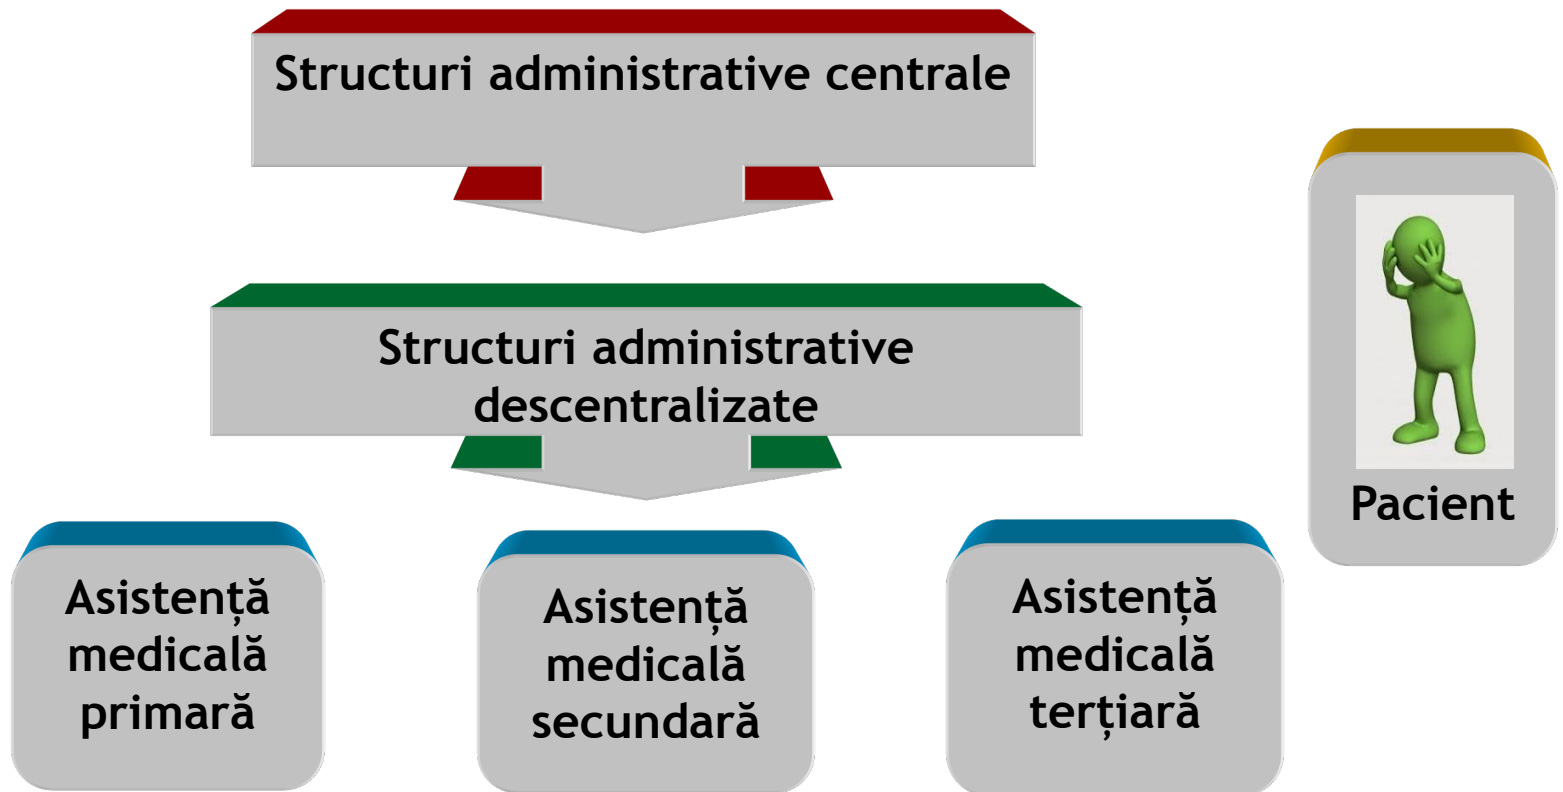 Structuri administrative centrale
Structuri administrative
descentralizate
Pacient
Asistență
medicală
primară
Asistență
medicală
secundară
Asistență
medicală
terțiară